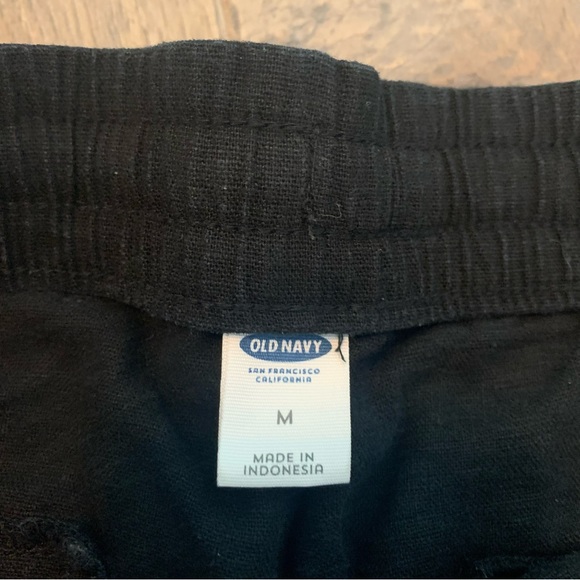 OLD NAVY
SAN FRANCISCO
CALIFORNIA
M
MADE IN
INDONESIA